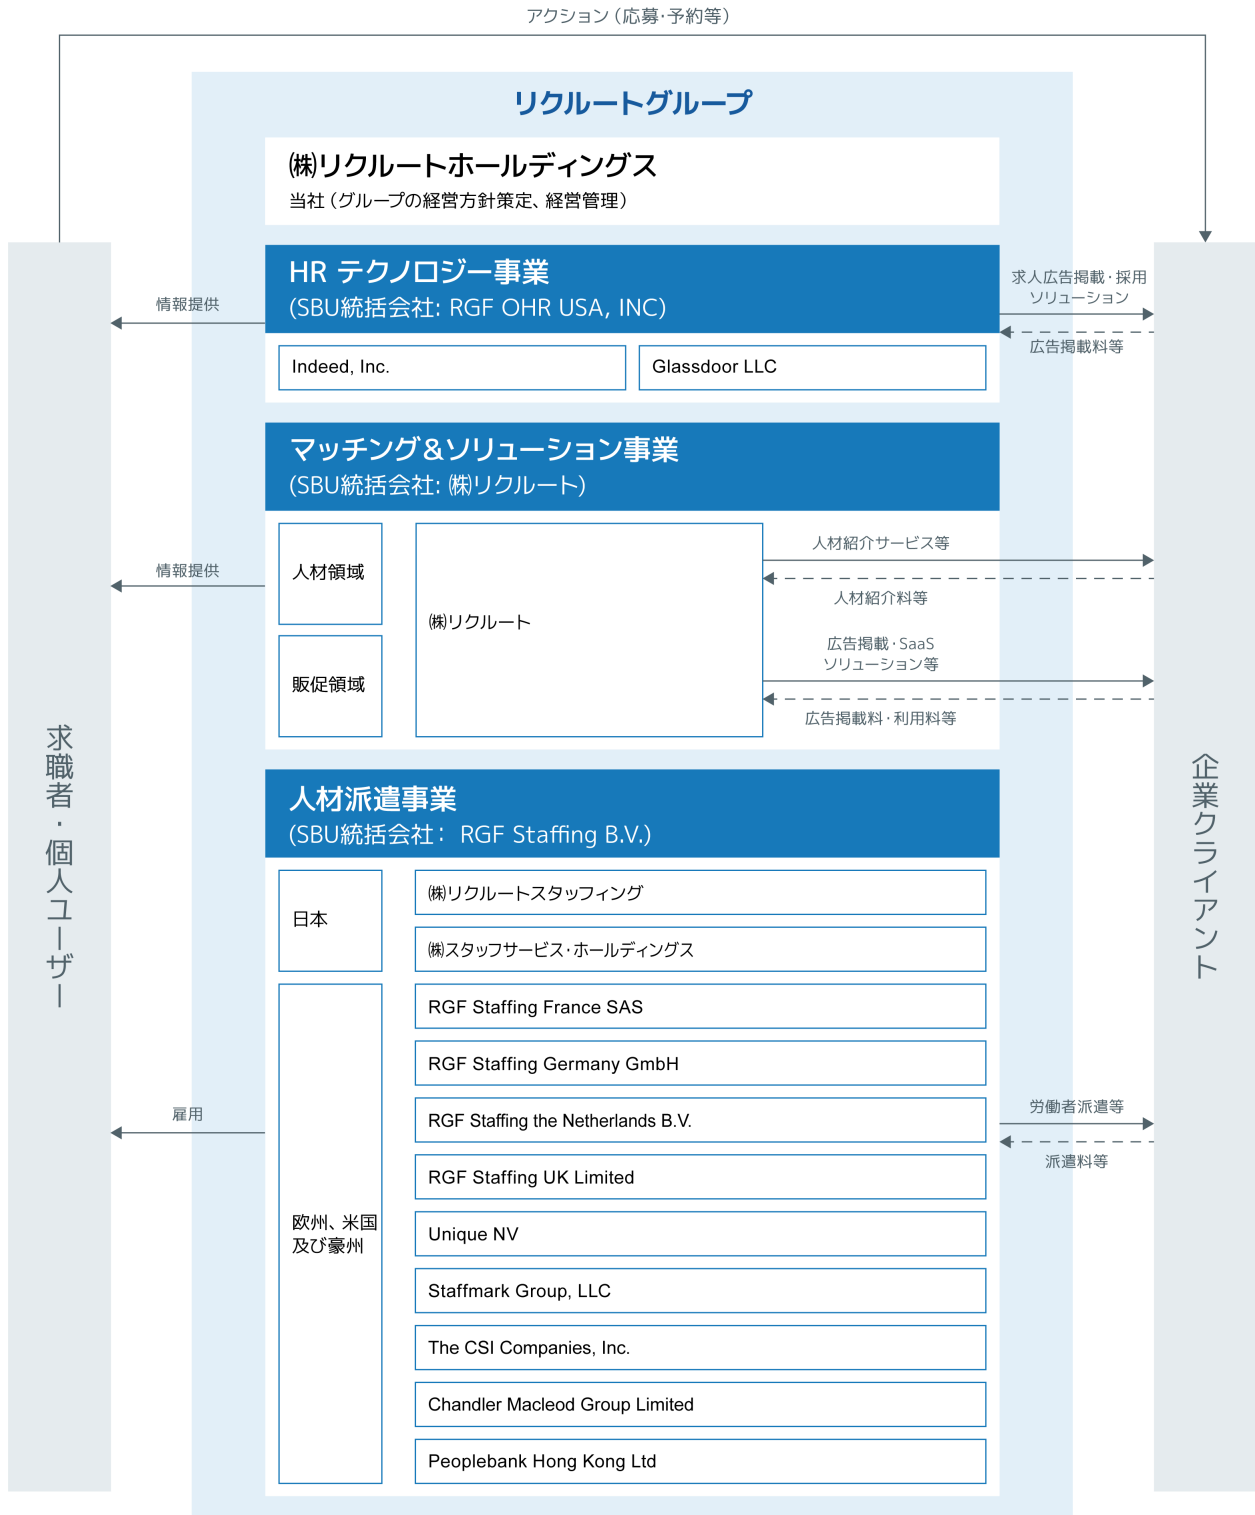 アクション（応募・予約等）
リクルートグループ
㈱リクルートホールディングス
当社（グループの経営方針策定、経営管理）
HR テクノロジー事業
(SBU統括会社: RGF OHR USA, INC)
情報提供
求人広告掲載・採用
ソリューション
広告掲載料等
Indeed, Inc.
Glassdoor LLC
マッチング&ソリューション事業
(SBU統括会社: ㈱リクルート)
情報提供
人材領域
販促領域
㈱リクルート
人材紹介サービス等
人材紹介料等
広告掲載・SaaS
ソリューション等
広告掲載料・利用料等
求職者・個人ユーザー
企業クライアント
人材派遣事業
(SBU統括会社： RGF Staffing B.V.)
日本
㈱リクルートスタッフィング
㈱スタッフサービス・ホールディングス
雇用
欧州、米国
及び豪州
RGF Staffing France SAS
RGF Staffing Germany GmbH
RGF Staffing the Netherlands B.V.
RGF Staffing UK Limited
Unique NV
Staffmark Group, LLC
The CSI Companies, Inc.
Chandler Macleod Group Limited
Peoplebank Hong Kong Ltd
労働者派遣等
派遣料等